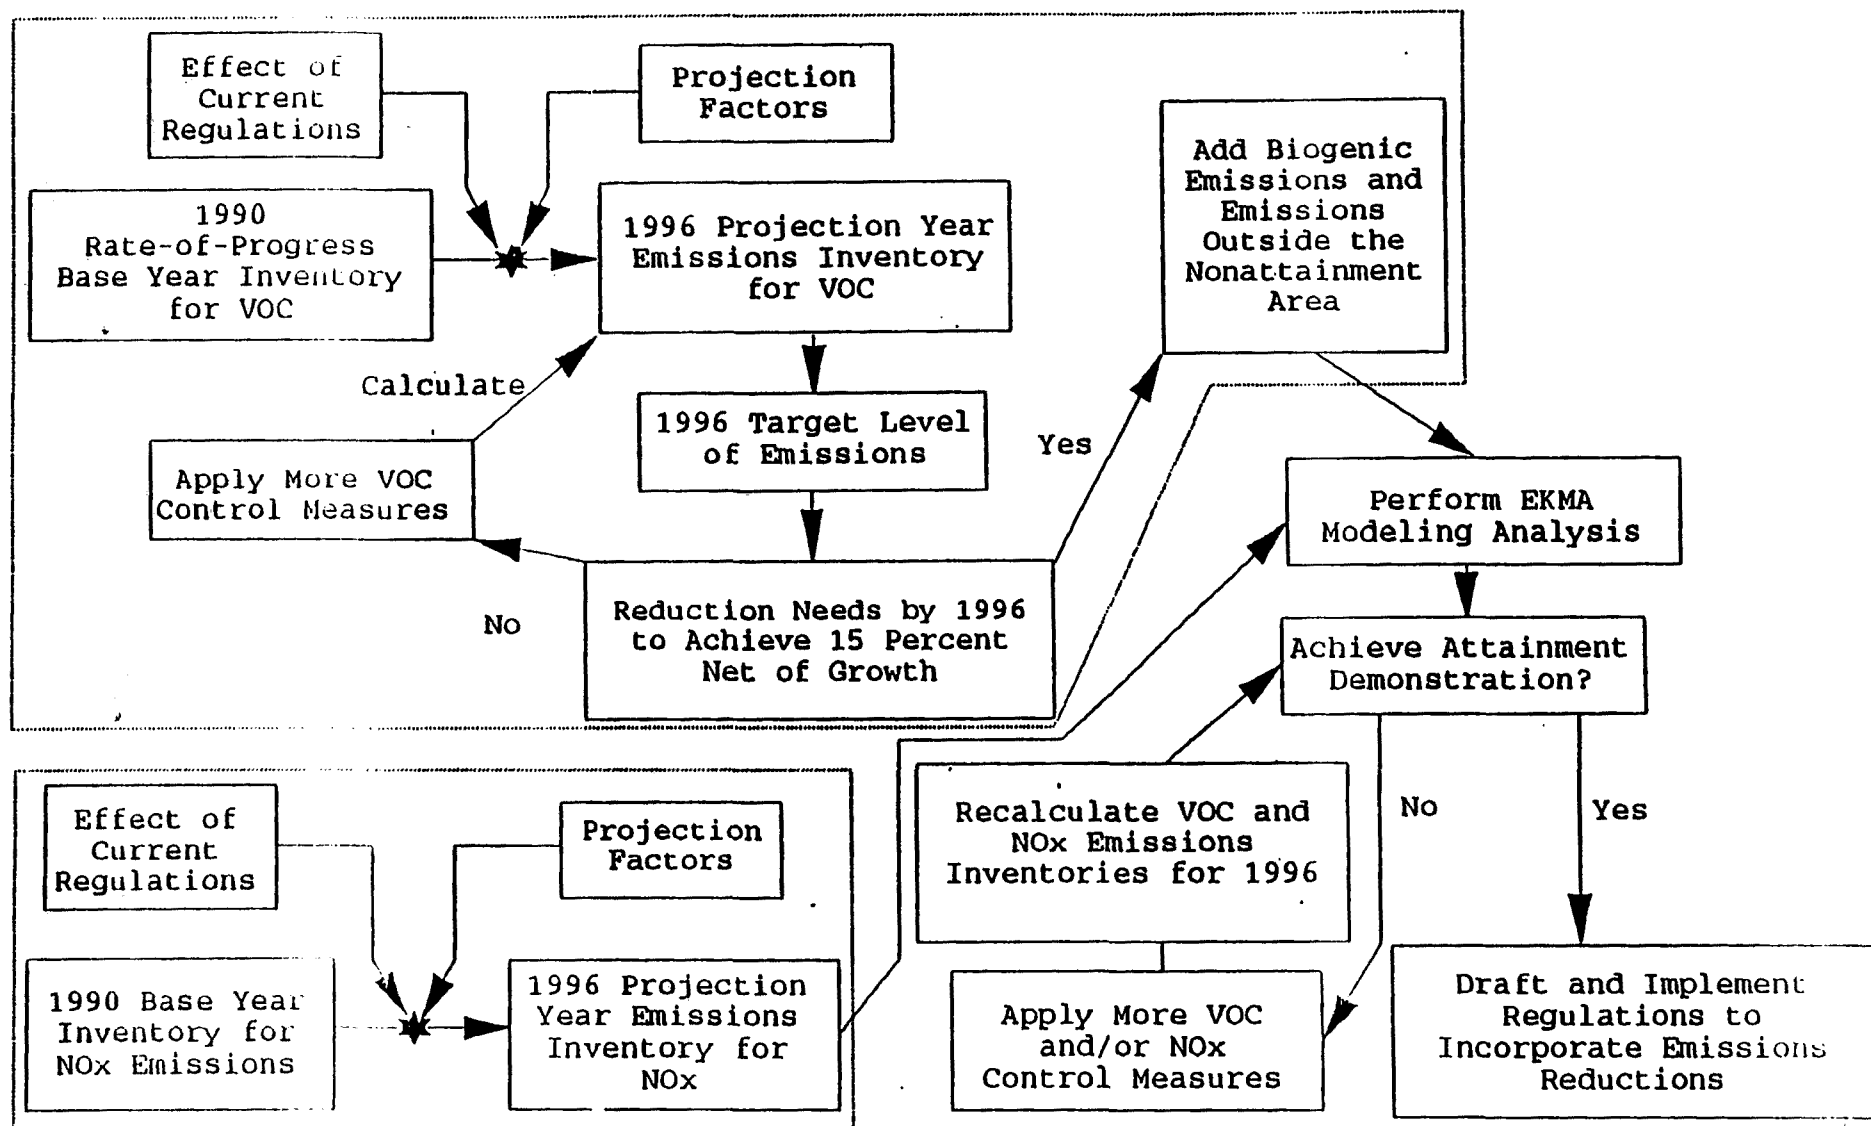 Effect of
Current
Regulations
Projection
Factors
1990
Rate-of-Progress
Base Year Inventory
for VOC
1996 Projection Year
Emissions Inventory
for VOC
Add Biogenic
Emissions and
Emissions
Outside the
Nonattainment
Area
Calculate
1996 Target Level
of Emissions
Yes
Apply More VOC
Control Measures
No
Reduction Needs by 1996
to Achieve 15 Percent
Net of Growth
Perform EKMA
Modeling Analysis
Achieve Attainment
Demonstration?
Effect of
Current
Regulations
Projection
Factors
1990 Base Year
Inventory for
NOx Emissions
1996 Projection
Year Emissions
Inventory for
NOx
Recalculate VOC and
NOx Emissions
Inventories for 1996
No
Yes
Apply More VOC
and/or NOx
Control Measures
Draft and Implement
Regulations to
Incorporate Emissions
Reductions